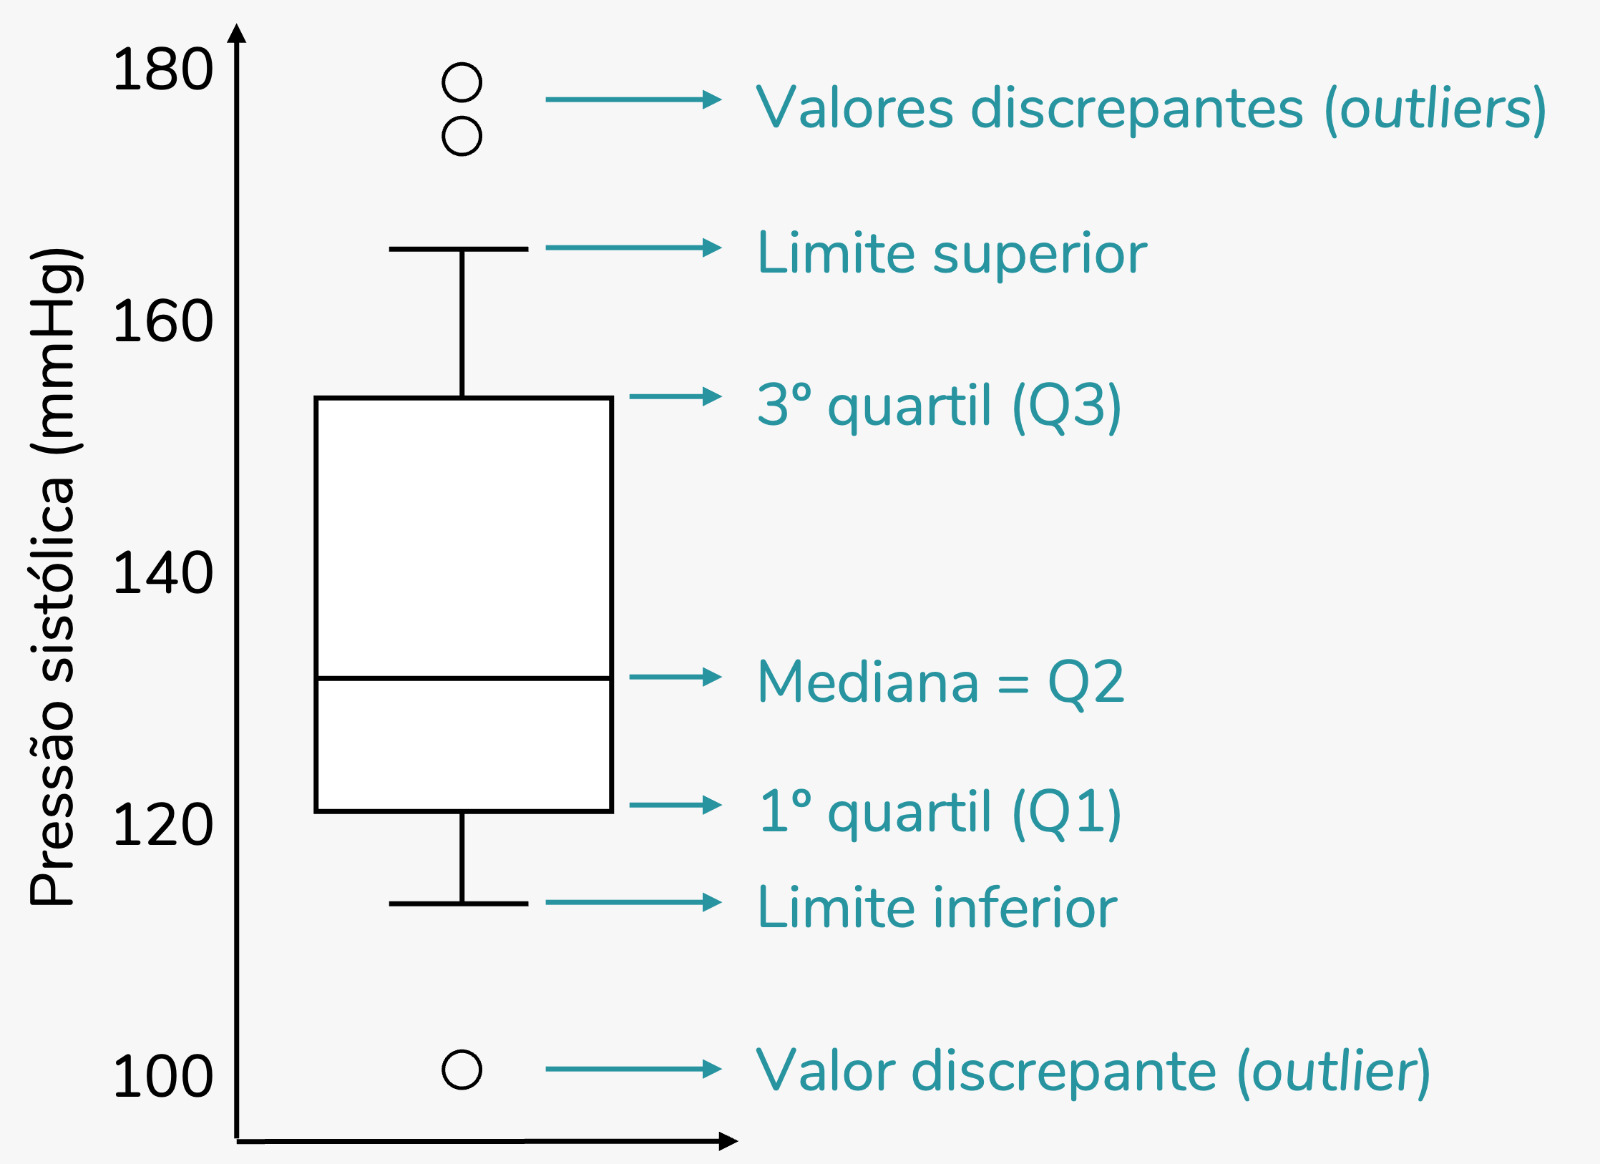 Pressão sistólica (mmHg)
180
Valores discrepantes (outliers)
Limite superior
160
3º quartil (Q3)
140
Mediana = Q2
120
1º quartil (Q1)
Limite inferior
100
Valor discrepante (outlier)